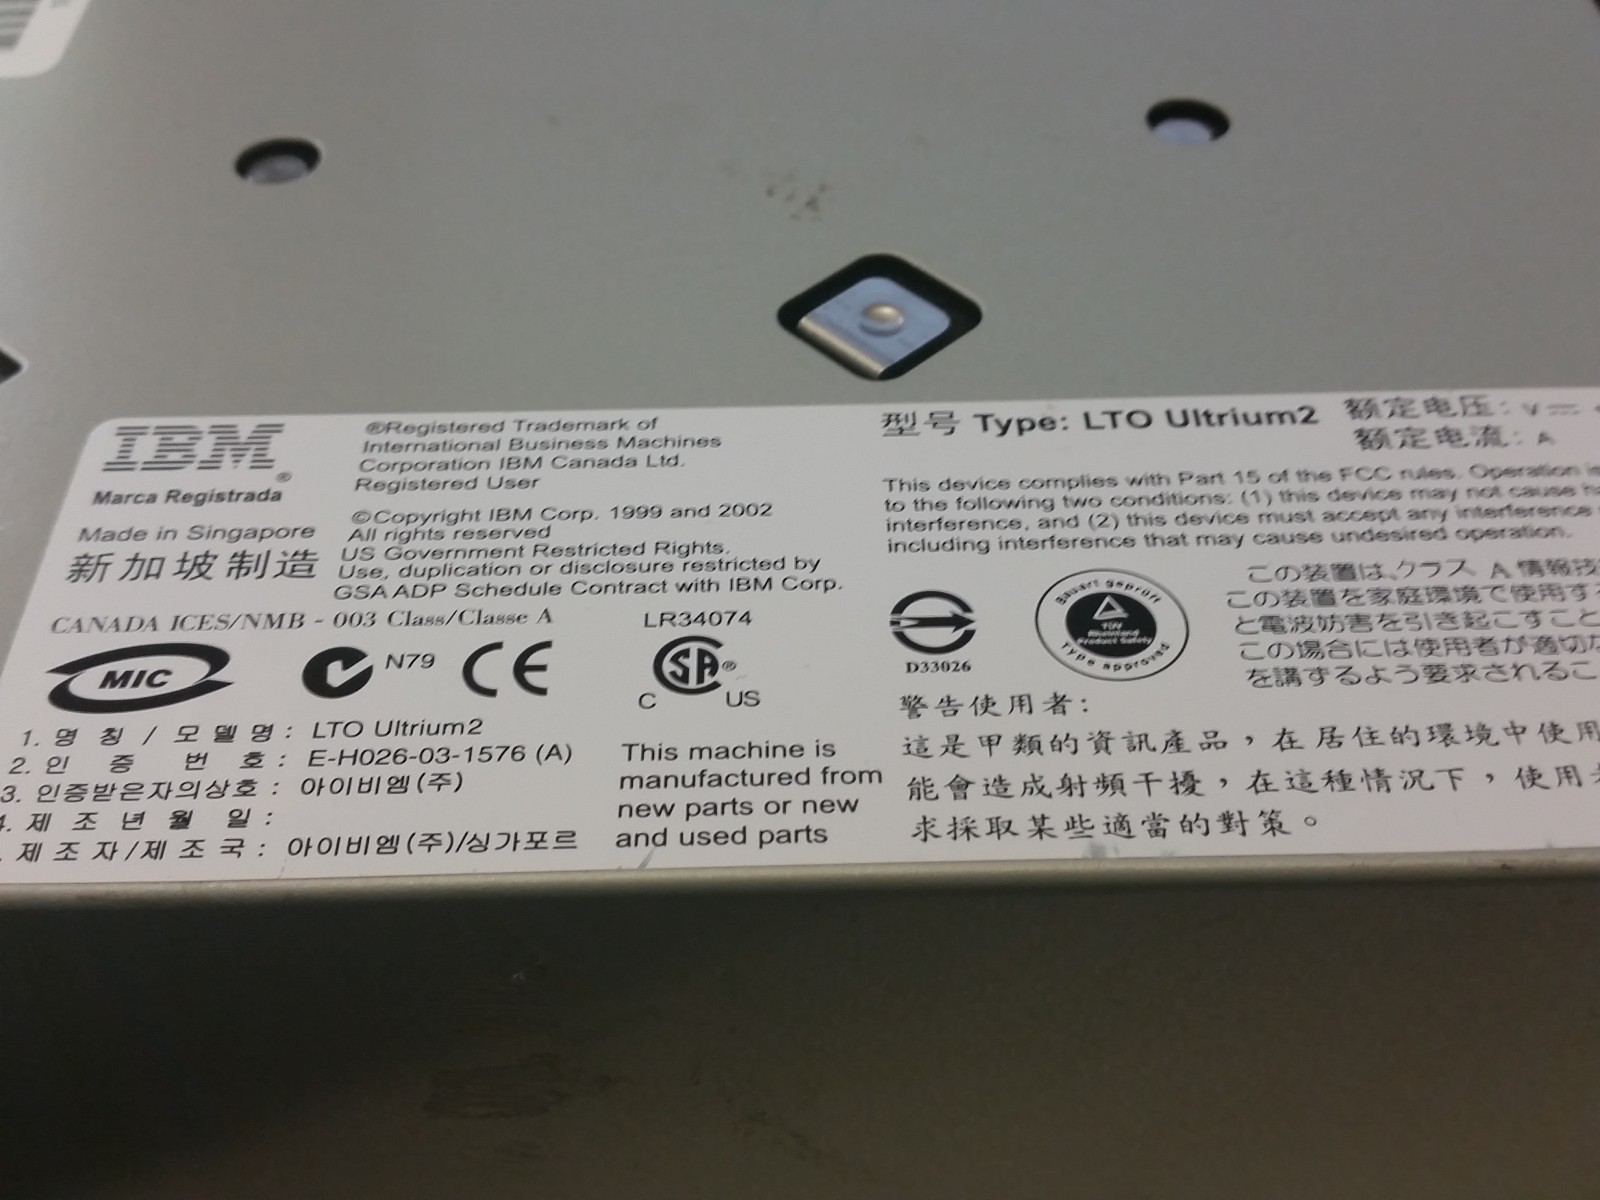 IBM®
Marca Registrada
Made in Singapore
新加坡制造
®Registered Trademark of
International Business Machines
Corporation IBM Canada Ltd.
Registered User
©Copyright IBM Corp. 1999 and 2002
All rights reserved
US Government Restricted Rights.
Use, duplication or disclosure restricted by
GSA ADP Schedule Contract with IBM Corp.
CANADA ICES/NMB - 003 Class/Classe A
LR34074
MIC
N79
CE
SA®
C US
1. 명 칭 / 모 델 명 : LTO Ultrium2
2. 인 증 번 호 : E-H026-03-1576 (A)
3. 인증받은자의상호 : 아이비엠(주)
4. 제 조 년 월 일 :
. 제 조 자 / 제 조 국 : 아이비엠(주)/싱가포르
This machine is
manufactured from
new parts or new
and used parts
型号 Type: LTO Ultrium2
额定电压: V
额定电流: A
This device complies with Part 15 of the FCC rules. Operation is
to the following two conditions: (1) this device may not cause
interference, and (2) this device must accept any interference
including interference that may cause undesired operation.
D33026
Bauart geprüft
TÜV
Rheinland
Product Safety
Type approved
この装置は、クラス A 情報技
この装置を家庭環境で使用す
と電波妨害を引き起こすこと
この場合には使用者が適切な
を講ずるよう要求されるこ
警告使用者:
這是甲類的資訊產品，在居住的環境中使用
能會造成射頻干擾，在這種情況下，使用
求採取某些適當的對策。